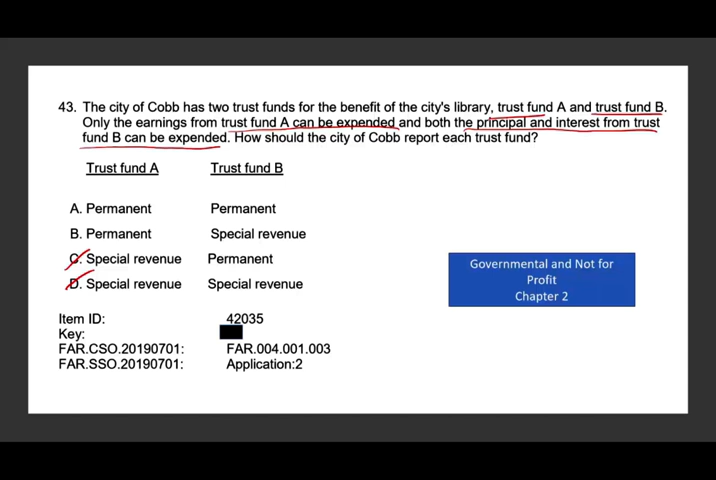 43. The city of Cobb has two trust funds for the benefit of the city's library, trust fund A and trust fund B.
Only the earnings from trust fund A can be expended and both the principal and interest from trust
fund B can be expended. How should the city of Cobb report each trust fund?
Trust fund A Trust fund B
A. Permanent Permanent
B. Permanent Special revenue
C. Special revenue Permanent
D. Special revenue Special revenue
Governmental and Not for
Profit
Chapter 2
Item ID: 42035
Key:
FAR.CSO.20190701: FAR.004.001.003
FAR.SSO.20190701: Application:2